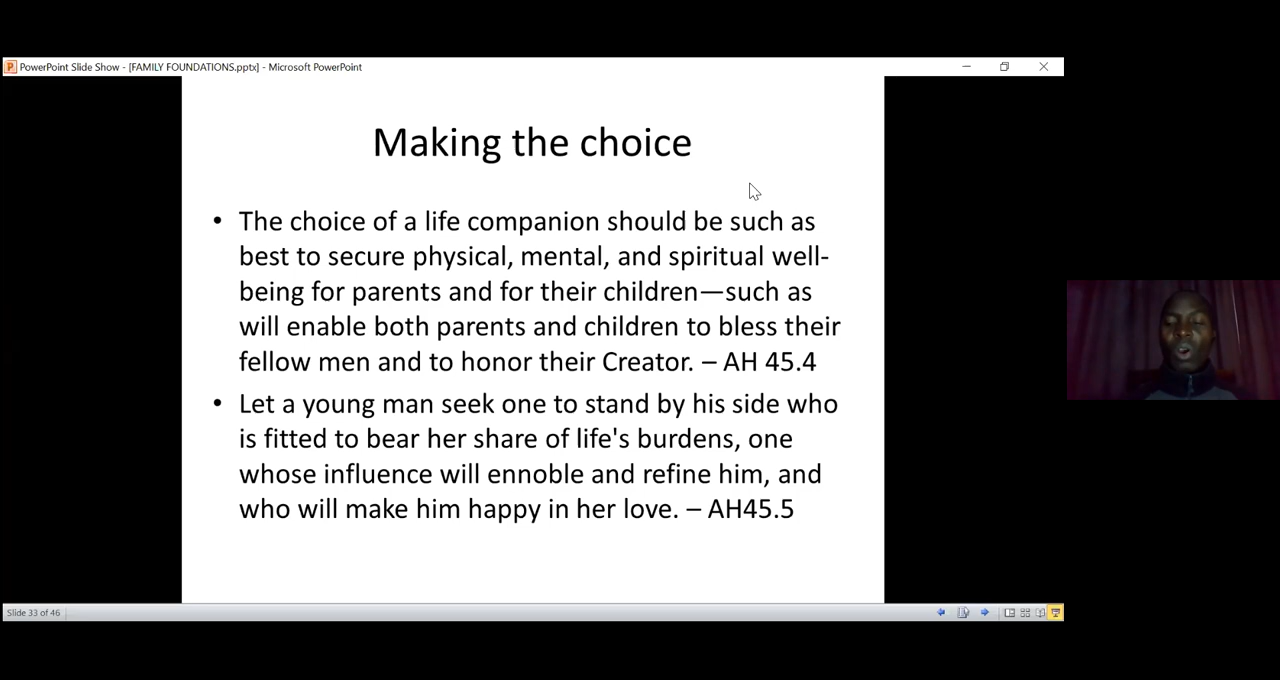 PowerPoint Slide Show - [FAMILY FOUNDATIONS.pptx] - Microsoft PowerPoint
Making the choice
• The choice of a life companion should be such as
best to secure physical, mental, and spiritual well-
being for parents and for their children—such as
will enable both parents and children to bless their
fellow men and to honor their Creator. – AH 45.4
• Let a young man seek one to stand by his side who
is fitted to bear her share of life's burdens, one
whose influence will ennoble and refine him, and
who will make him happy in her love. – AH45.5
Slide 33 of 46